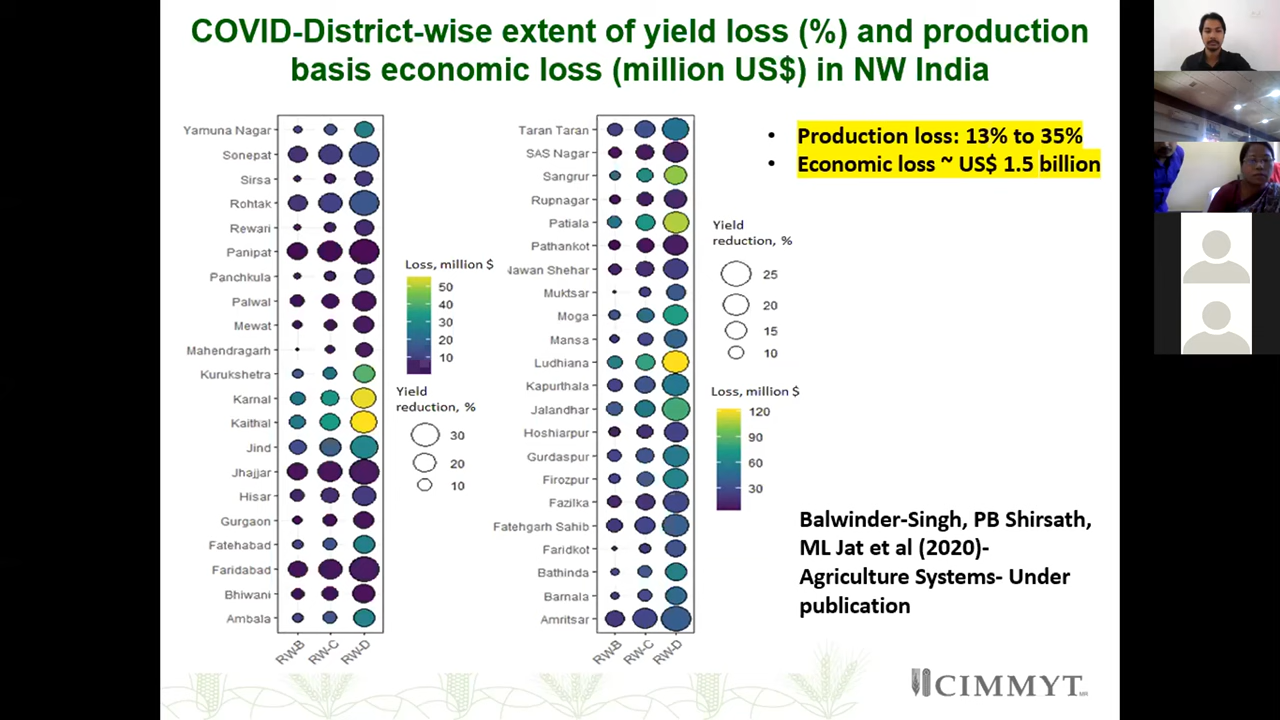 COVID-District-wise extent of yield loss (%) and production
basis economic loss (million US$) in NW India
Yamuna Nagar
Sonepat
Sirsa
Rohtak
Rewari
Panipat
Panchkula
Palwal
Mewat
Mahendragarh
Kurukshetra
Karnal
Kaithal
Jind
Jhajjar
Hisar
Gurgaon
Fatehabad
Faridabad
Bhiwani
Ambala
RW-B
RW-C
RW-D
Loss, million $
50
40
30
20
10
Yield
reduction, %
30
20
10
Taran Taran
SAS Nagar
Sangrur
Rupnagar
Patiala
Pathankot
Nawan Shehar
Muktsar
Moga
Mansa
Ludhiana
Kapurthala
Jalandhar
Hoshiarpur
Gurdaspur
Firozpur
Fazilka
Fatehgarh Sahib
Faridkot
Bathinda
Barnala
Amritsar
RW-B
RW-C
RW-D
Yield
reduction, %
25
20
15
10
Loss, million $
120
90
60
30
• Production loss: 13% to 35%
• Economic loss ~ US$ 1.5 billion
Balwinder-Singh, PB Shirsath,
ML Jat et al (2020)-
Agriculture Systems- Under
publication
CIMMYT